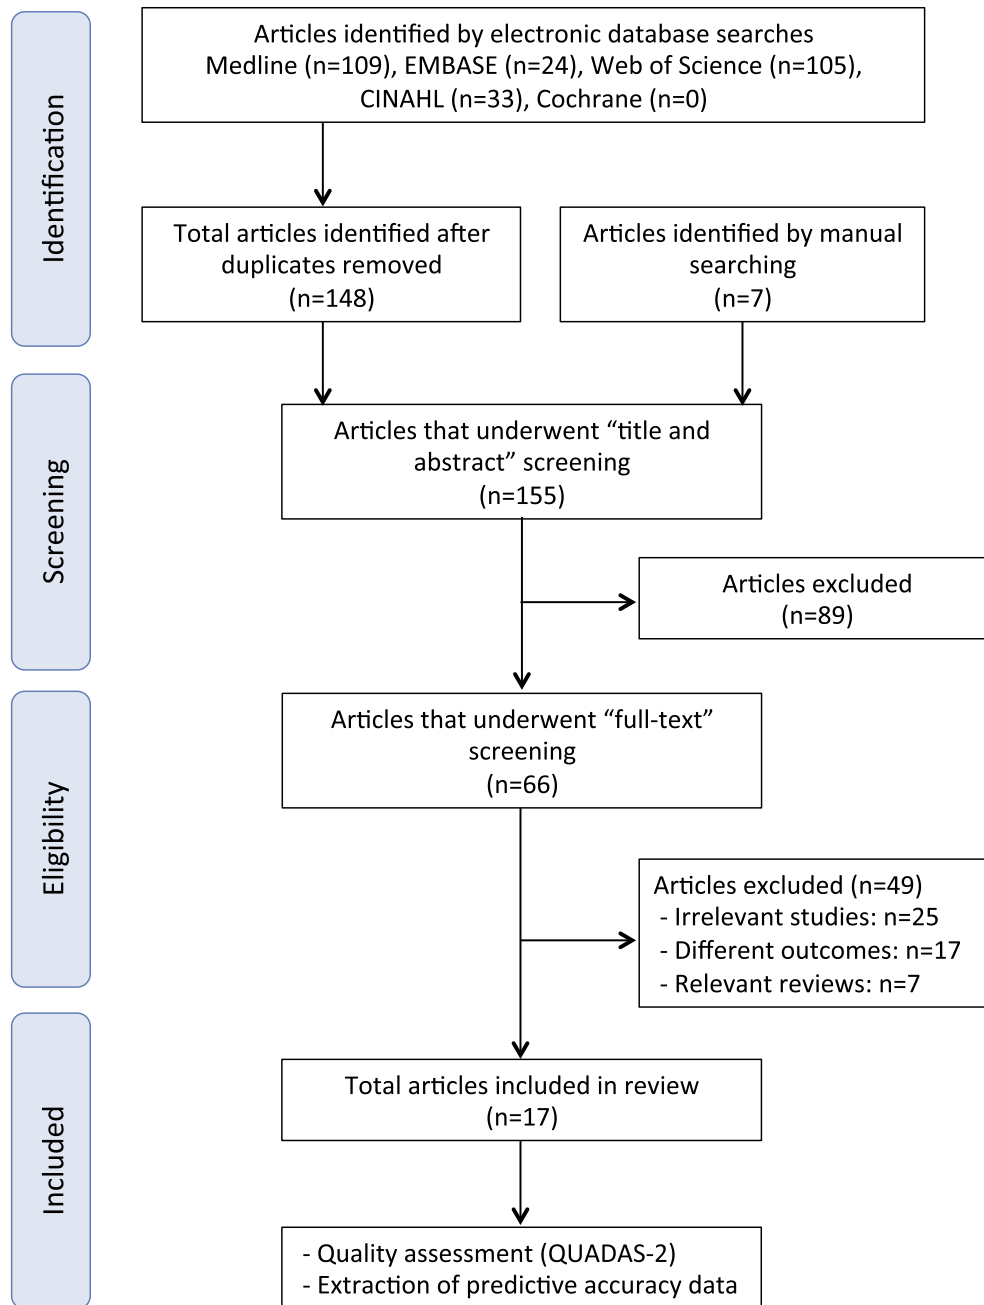 Identification
Articles identified by electronic database searches
Medline (n=109), EMBASE (n=24), Web of Science (n=105),
CINAHL (n=33), Cochrane (n=0)
Total articles identified after
duplicates removed
(n=148)
Articles identified by manual
searching
(n=7)
Screening
Articles that underwent “title and
abstract” screening
(n=155)
Articles excluded
(n=89)
Eligibility
Articles that underwent “full-text”
screening
(n=66)
Articles excluded (n=49)
- Irrelevant studies: n=25
- Different outcomes: n=17
- Relevant reviews: n=7
Included
Total articles included in review
(n=17)
- Quality assessment (QUADAS-2)
- Extraction of predictive accuracy data